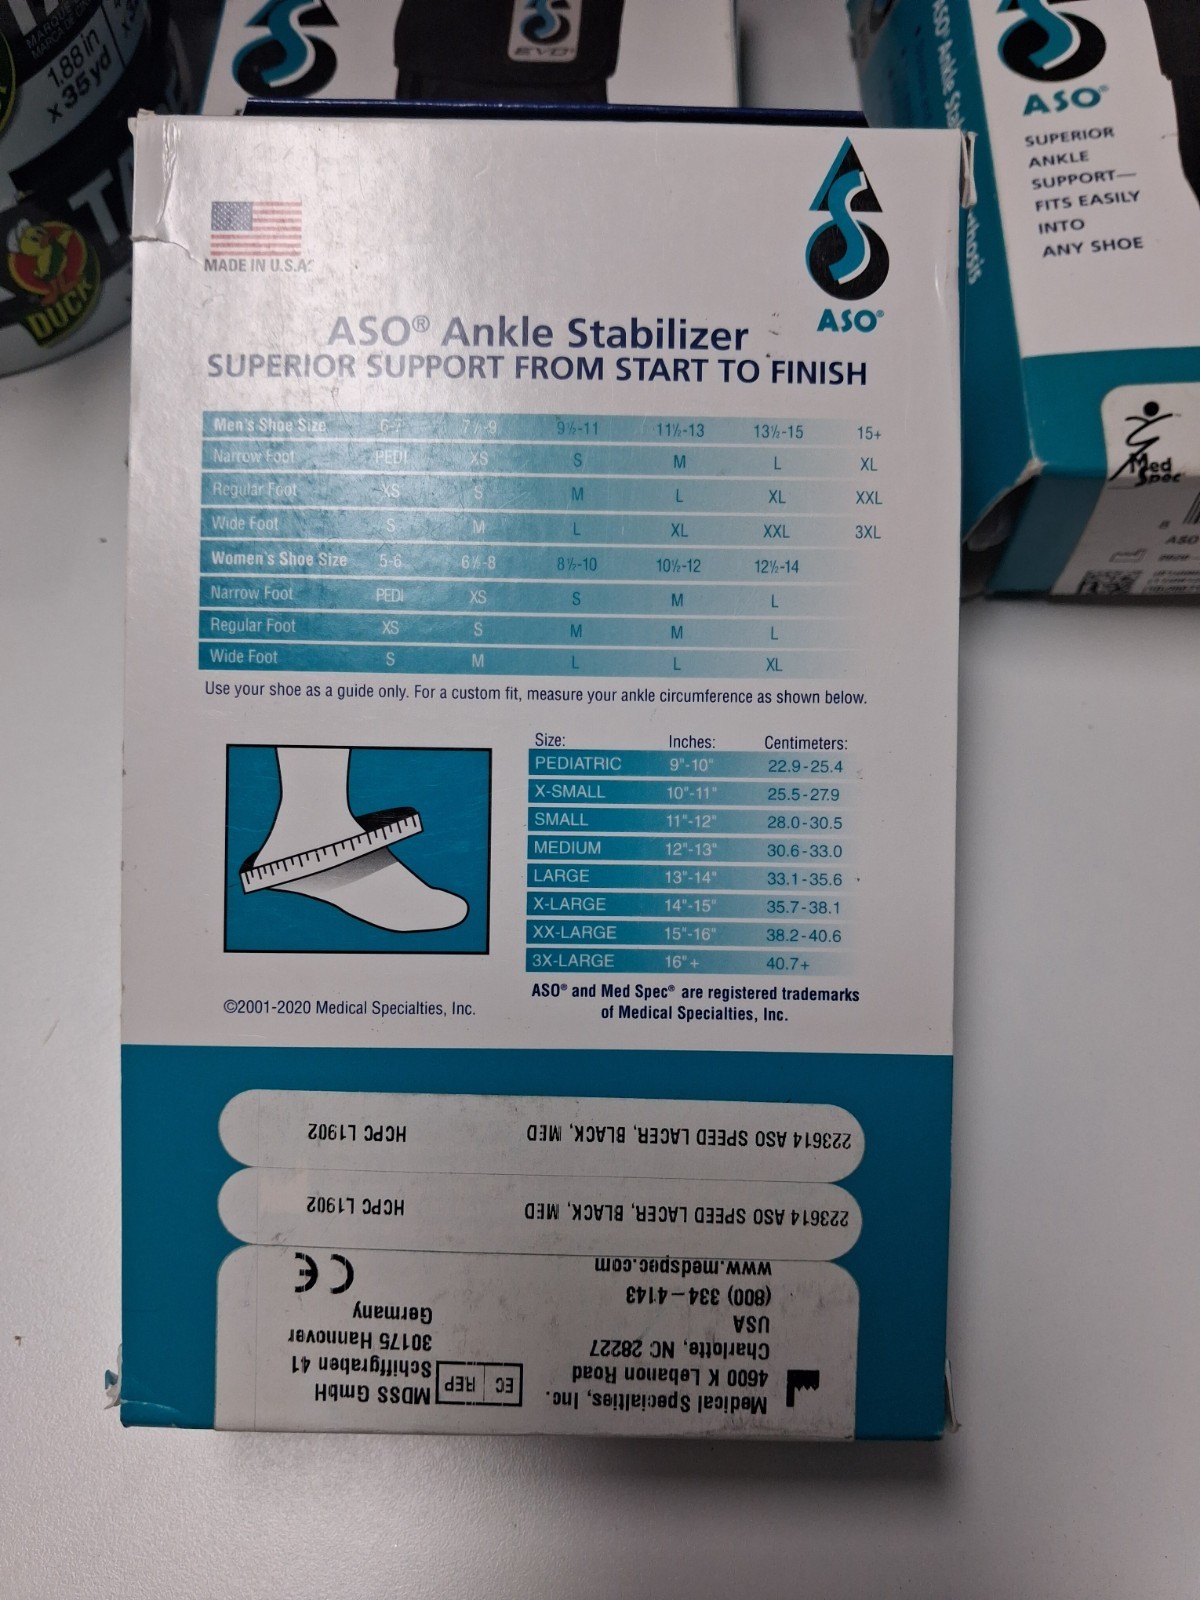 1.88 in
x 35 yd
DUCK
EVO
ASO®
SUPERIOR
ANKLE
SUPPORT—
FITS EASILY
INTO
ANY SHOE
Med
Spec
MADE IN U.S.A.
ASO®
ASO® Ankle Stabilizer
SUPERIOR SUPPORT FROM START TO FINISH
Men's Shoe Size 6-7 7½-9 9½-11 11½-13 13½-15 15+
Narrow Foot PEDI XS S M L XL
Regular Foot XS S M L XL XXL
Wide Foot S M L XL XXL 3XL
Women's Shoe Size 5-6 6½-8 8½-10 10½-12 12½-14
Narrow Foot PEDI XS S M L
Regular Foot XS S M M L
Wide Foot S M L L XL
Use your shoe as a guide only. For a custom fit, measure your ankle circumference as shown below.
Size: Inches: Centimeters:
PEDIATRIC 9"-10" 22.9-25.4
X-SMALL 10"-11" 25.5-27.9
SMALL 11"-12" 28.0-30.5
MEDIUM 12"-13" 30.6-33.0
LARGE 13"-14" 33.1-35.6
X-LARGE 14"-15" 35.7-38.1
XX-LARGE 15"-16" 38.2-40.6
3X-LARGE 16"+ 40.7+
ASO® and Med Spec® are registered trademarks
of Medical Specialties, Inc.
©2001-2020 Medical Specialties, Inc.
Medical Specialties, Inc.
4600 K Lebanon Road
Charlotte, NC 28227
USA
(800) 334-4143
www.medspec.com
EC REP
MDSS GmbH
Schiffgraben 41
30175 Hannover
Germany
CE
223614 ASO SPEED LACER, BLACK, MED HCPC L1902
223614 ASO SPEED LACER, BLACK, MED HCPC L1902